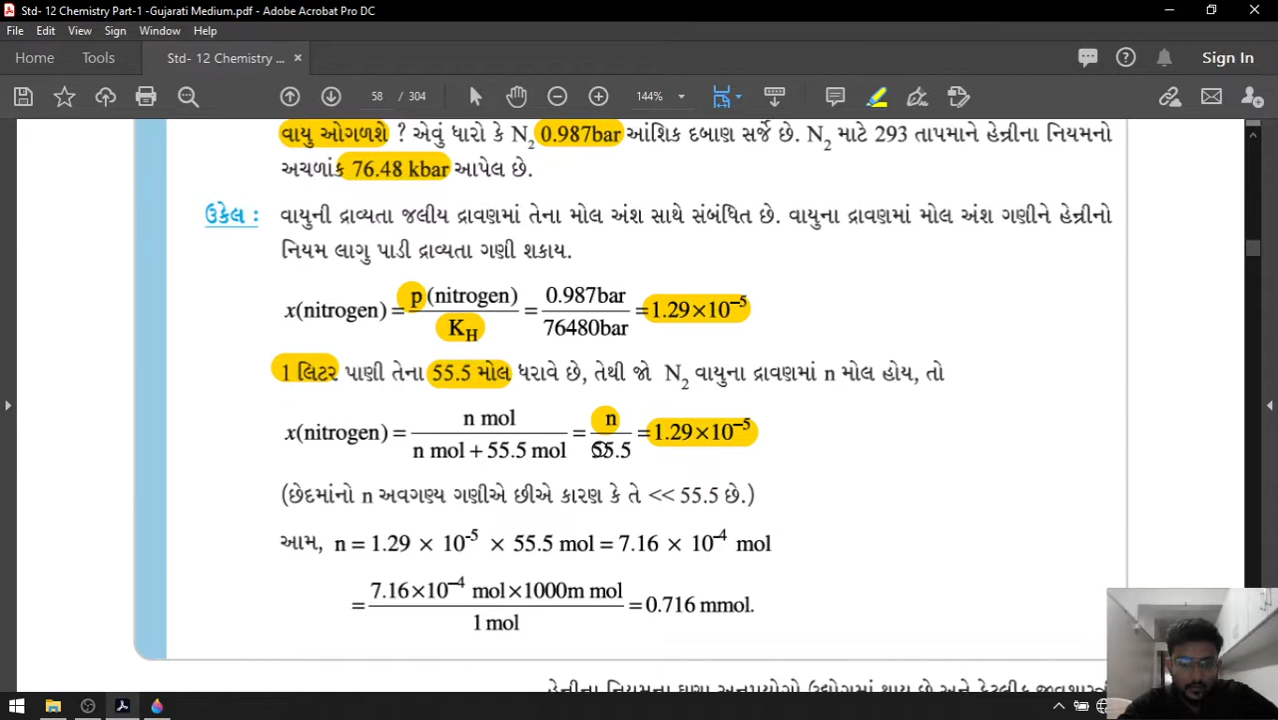 Std- 12 Chemistry Part-1 -Gujarati Medium.pdf - Adobe Acrobat Pro DC
File Edit View Sign Window Help
Home Tools Std- 12 Chemistry ... × Sign In
58 / 304 144%
વાયુ ઓગળશે ? એવું ધારો કે N₂ 0.987bar આંશિક દબાણ સર્જે છે. N₂ માટે 293 તાપમાને હેન્રીના નિયમનો
અચળાંક 76.48 kbar આપેલ છે.
ઉકેલ : વાયુની દ્રાવ્યતા જલીય દ્રાવણમાં તેના મોલ અંશ સાથે સંબંધિત છે. વાયુના દ્રાવણમાં મોલ અંશ ગણીને હેન્રીનો
નિયમ લાગુ પાડી દ્રાવ્યતા ગણી શકાય.
x(nitrogen) = p (nitrogen) / K_H = 0.987bar / 76480bar = 1.29×10⁻⁵
1 લિટર પાણી તેના 55.5 મોલ ધરાવે છે, તેથી જો N₂ વાયુના દ્રાવણમાં n મોલ હોય, તો
x(nitrogen) = n mol / n mol + 55.5 mol = n / 55.5 = 1.29×10⁻⁵
(છેદમાંનો n અવગણ્ય ગણીએ છીએ કારણ કે તે << 55.5 છે.)
આમ, n = 1.29 × 10⁻⁵ × 55.5 mol = 7.16 × 10⁻⁴ mol
= 7.16×10⁻⁴ mol×1000m mol / 1 mol = 0.716 mmol.